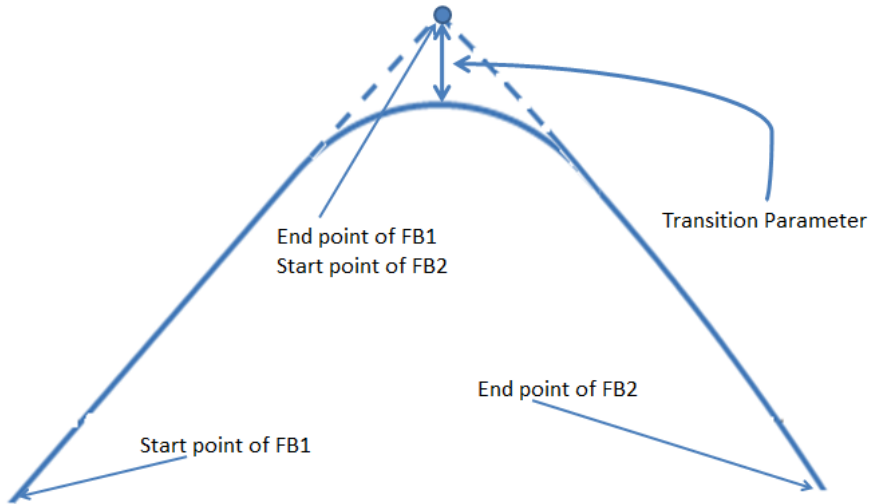 End point of FB1
Start point of FB2
Transition Parameter
End point of FB2
Start point of FB1